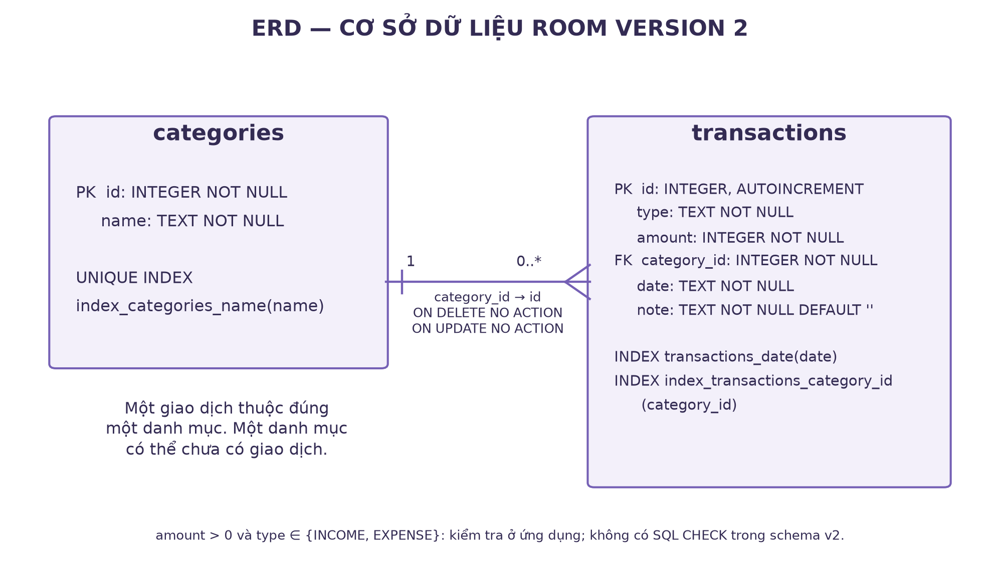 ERD — CƠ SỞ DỮ LIỆU ROOM VERSION 2
categories
PK  id: INTEGER NOT NULL
name: TEXT NOT NULL
UNIQUE INDEX
index_categories_name(name)
1
0..*
category_id → id
ON DELETE NO ACTION
ON UPDATE NO ACTION
transactions
PK  id: INTEGER, AUTOINCREMENT
type: TEXT NOT NULL
amount: INTEGER NOT NULL
FK  category_id: INTEGER NOT NULL
date: TEXT NOT NULL
note: TEXT NOT NULL DEFAULT ''
INDEX transactions_date(date)
INDEX index_transactions_category_id
(category_id)
Một giao dịch thuộc đúng
một danh mục. Một danh mục
có thể chưa có giao dịch.
amount > 0 và type ∈ {INCOME, EXPENSE}: kiểm tra ở ứng dụng; không có SQL CHECK trong schema v2.